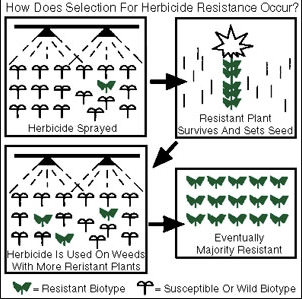 How Does Selection For Herbicide Resistance Occur?
Herbicide Sprayed
Resistant Plant
Survives And Sets Seed
Herbicide Is Used On Weeds
With More Reristant Plants
Eventually
Majority Resistant
= Resistant Biotype
= Susceptible Or Wild Biotype